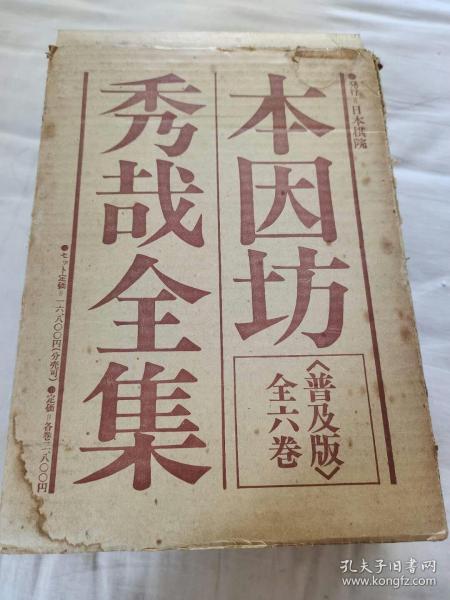 ●発行=日本棋院
本因坊
〈普及版〉
全六巻
秀哉全集
●セット定価=一六、八〇〇円(分売可) ●定価=各巻二、八〇〇円
孔夫子旧书网
www.kongfz.com